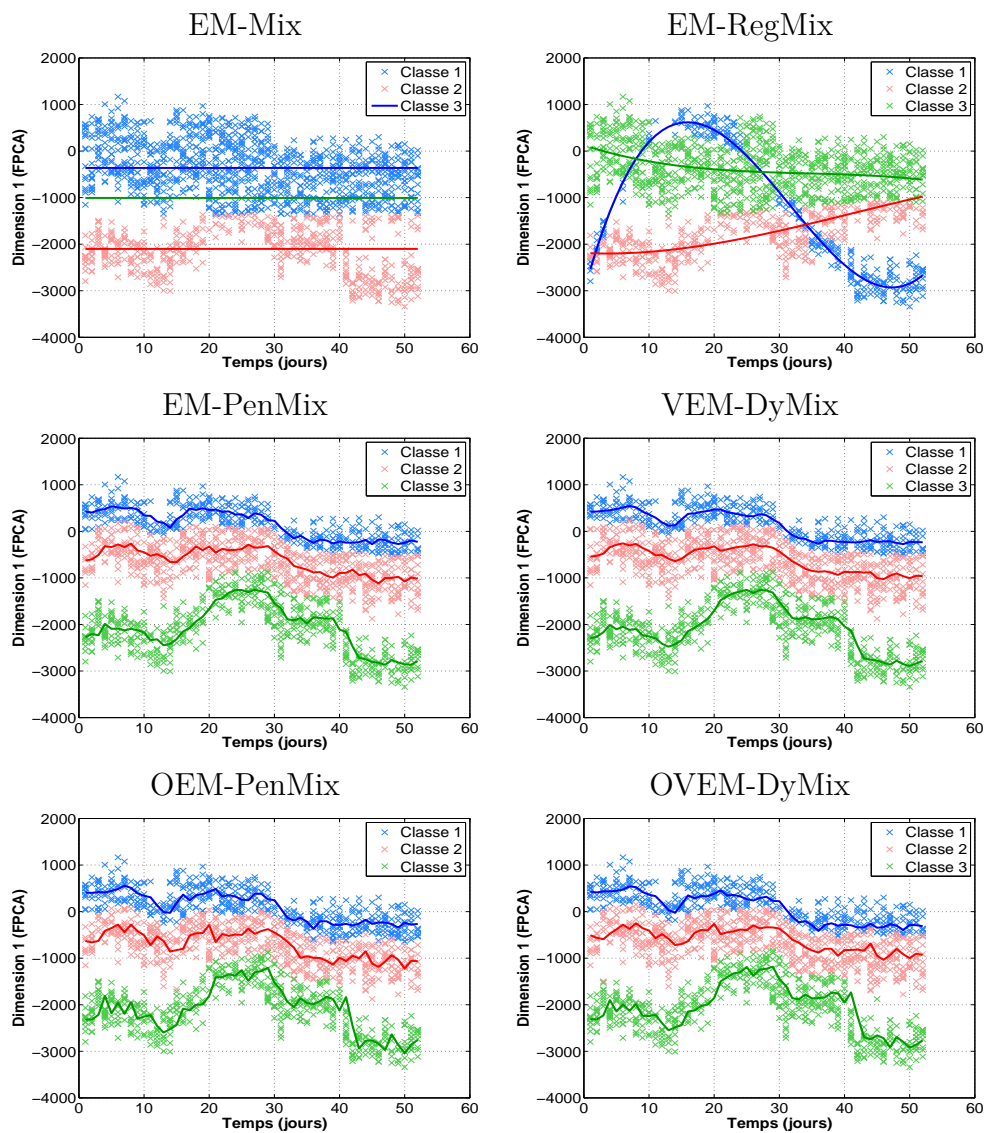 EM-Mix
2000
1000
0
−1000
−2000
−3000
−4000
Dimension 1 (FPCA)
0 10 20 30 40 50 60
Temps (jours)
Classe 1
Classe 2
Classe 3
EM-RegMix
2000
1000
0
−1000
−2000
−3000
−4000
Dimension 1 (FPCA)
0 10 20 30 40 50 60
Temps (jours)
Classe 1
Classe 2
Classe 3
EM-PenMix
2000
1000
0
−1000
−2000
−3000
−4000
Dimension 1 (FPCA)
0 10 20 30 40 50 60
Temps (jours)
Classe 1
Classe 2
Classe 3
VEM-DyMix
2000
1000
0
−1000
−2000
−3000
−4000
Dimension 1 (FPCA)
0 10 20 30 40 50 60
Temps (jours)
Classe 1
Classe 2
Classe 3
OEM-PenMix
2000
1000
0
−1000
−2000
−3000
−4000
Dimension 1 (FPCA)
0 10 20 30 40 50 60
Temps (jours)
Classe 1
Classe 2
Classe 3
OVEM-DyMix
2000
1000
0
−1000
−2000
−3000
−4000
Dimension 1 (FPCA)
0 10 20 30 40 50 60
Temps (jours)
Classe 1
Classe 2
Classe 3